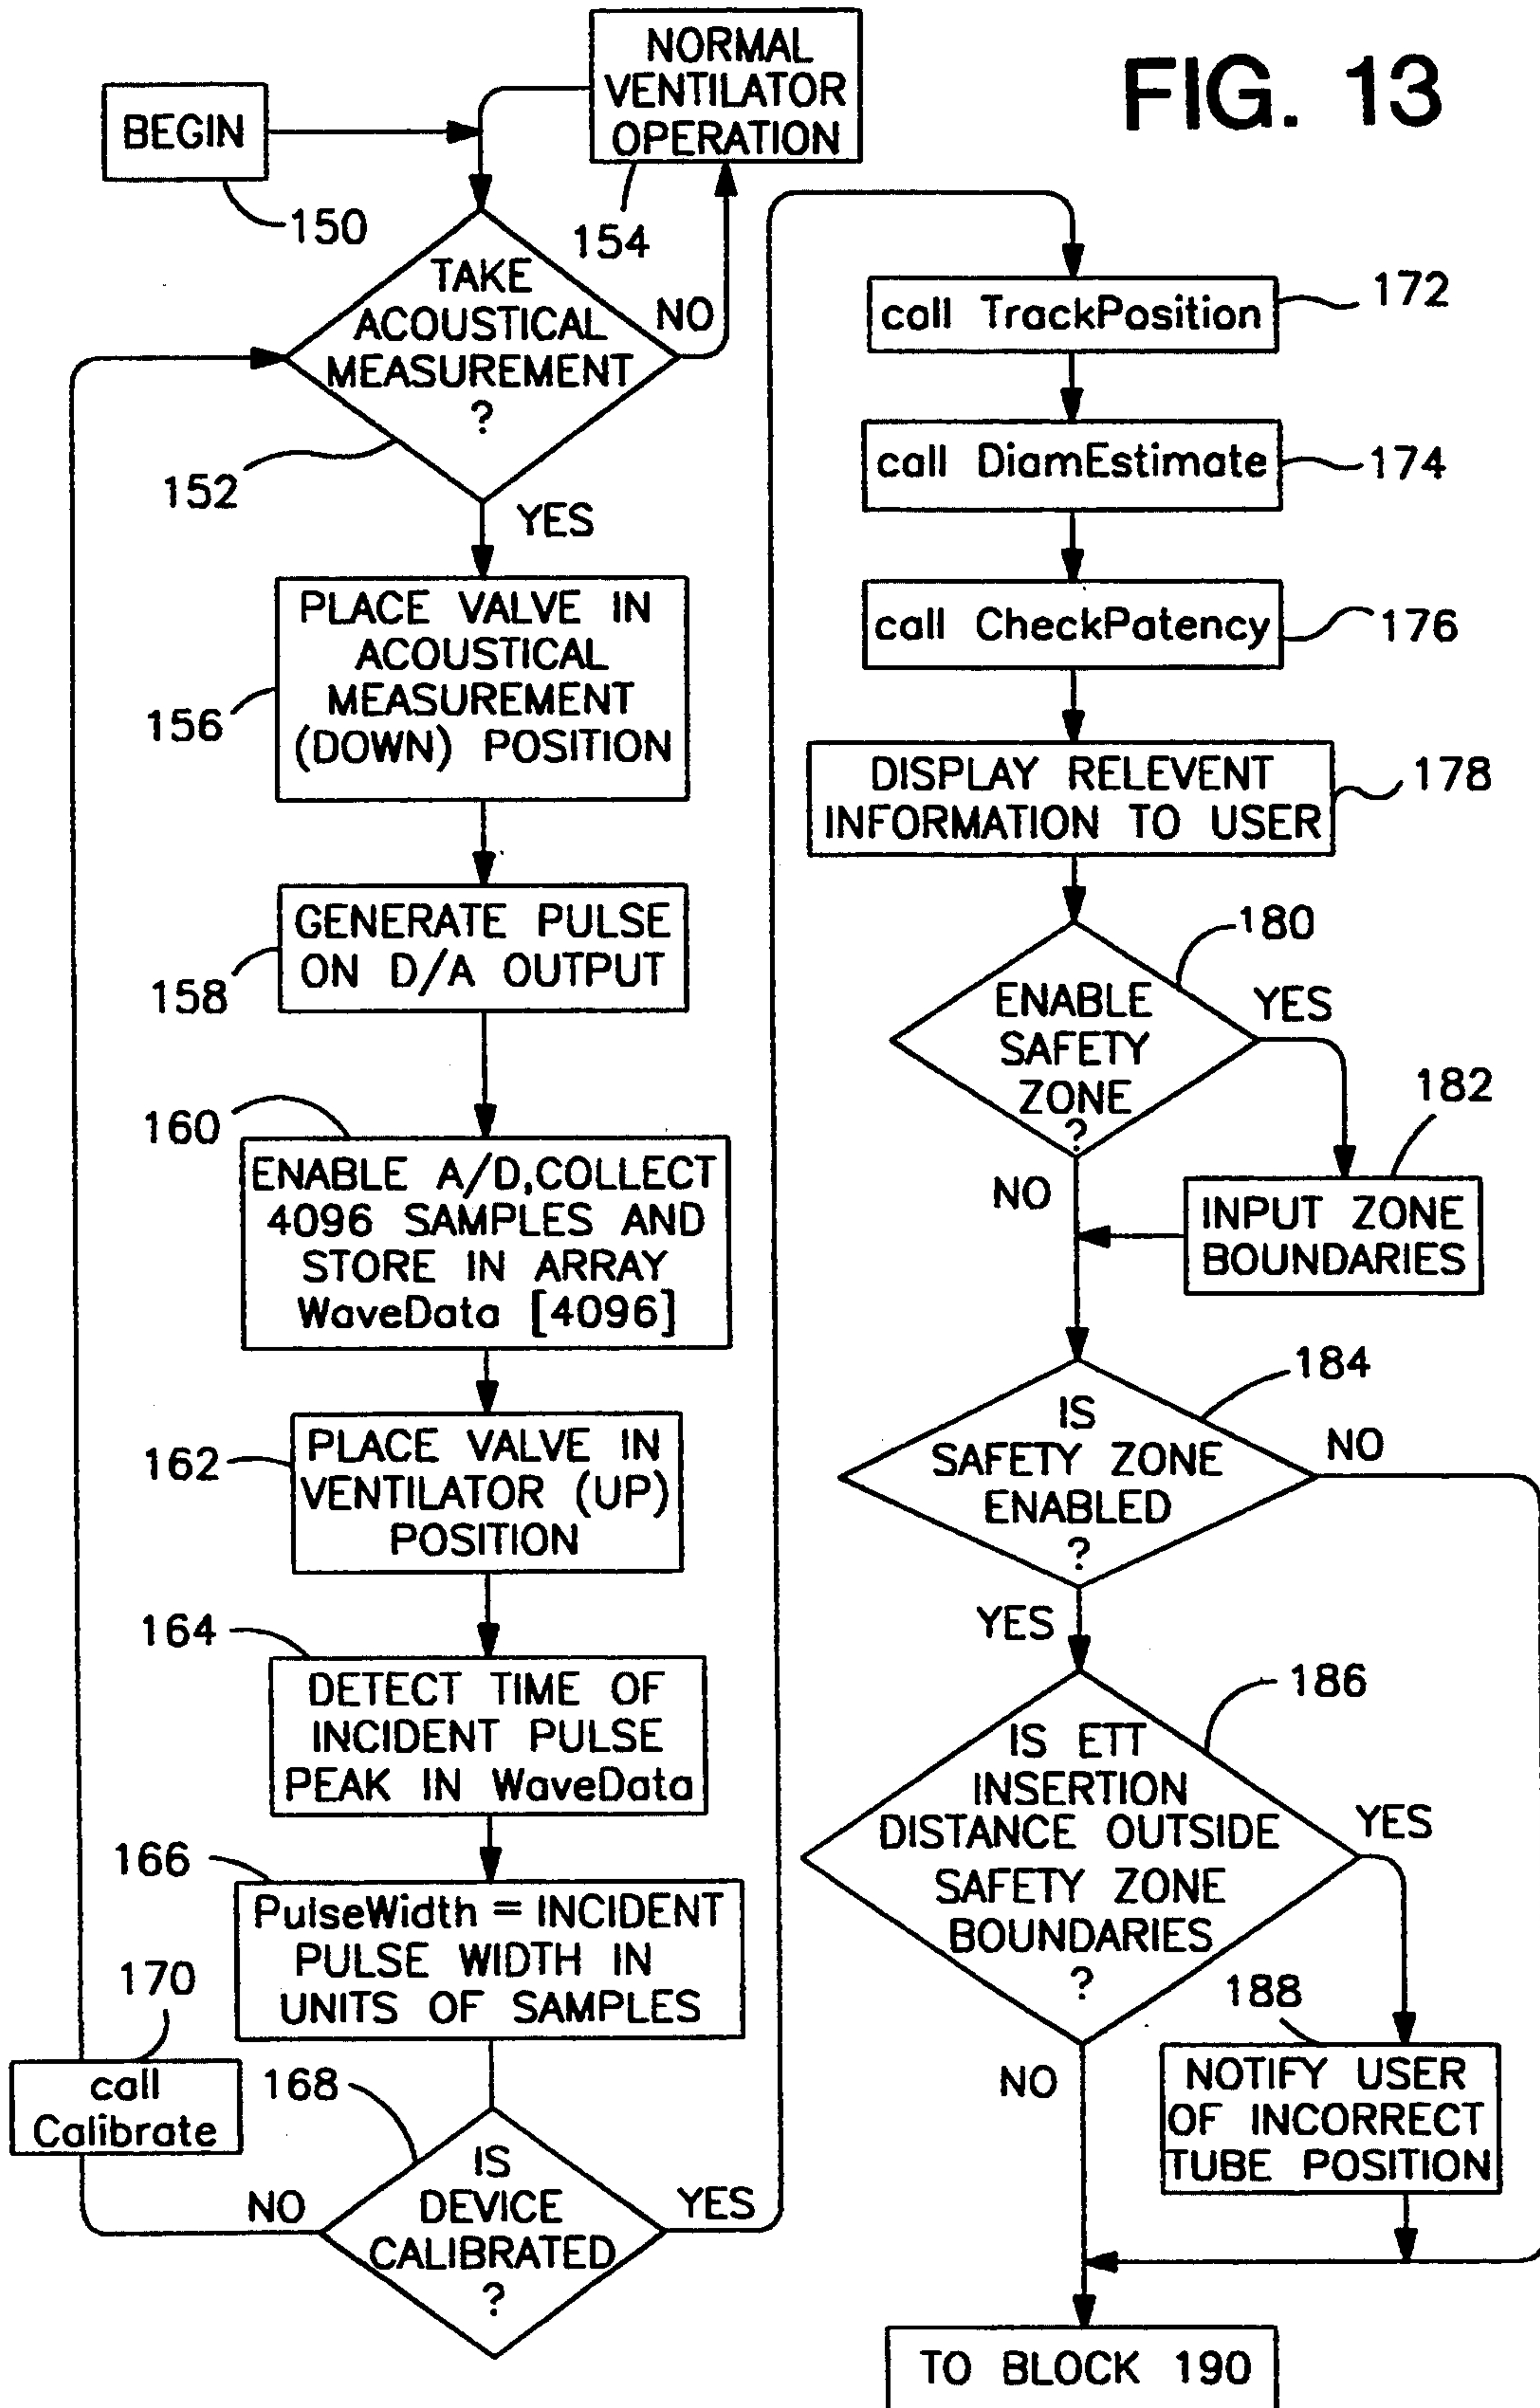 FIG. 13
BEGIN
150
NORMAL
VENTILATOR
OPERATION
154
TAKE
ACOUSTICAL
MEASUREMENT
?
NO
152
YES
PLACE VALVE IN
ACOUSTICAL
MEASUREMENT
(DOWN) POSITION
156
GENERATE PULSE
ON D/A OUTPUT
158
160
ENABLE A/D,COLLECT
4096 SAMPLES AND
STORE IN ARRAY
WaveData [4096]
PLACE VALVE IN
VENTILATOR (UP)
POSITION
162
164
DETECT TIME OF
INCIDENT PULSE
PEAK IN WaveData
166
PulseWidth = INCIDENT
PULSE WIDTH IN
UNITS OF SAMPLES
170
call
Calibrate
168
IS
DEVICE
CALIBRATED
?
NO
YES
call TrackPosition
172
call DiamEstimate
174
call CheckPatency
176
DISPLAY RELEVENT
INFORMATION TO USER
178
180
ENABLE
SAFETY
ZONE
?
YES
NO
182
INPUT ZONE
BOUNDARIES
184
IS
SAFETY ZONE
ENABLED
?
NO
YES
186
IS ETT
INSERTION
DISTANCE OUTSIDE
SAFETY ZONE
BOUNDARIES
?
YES
NO
188
NOTIFY USER
OF INCORRECT
TUBE POSITION
TO BLOCK 190